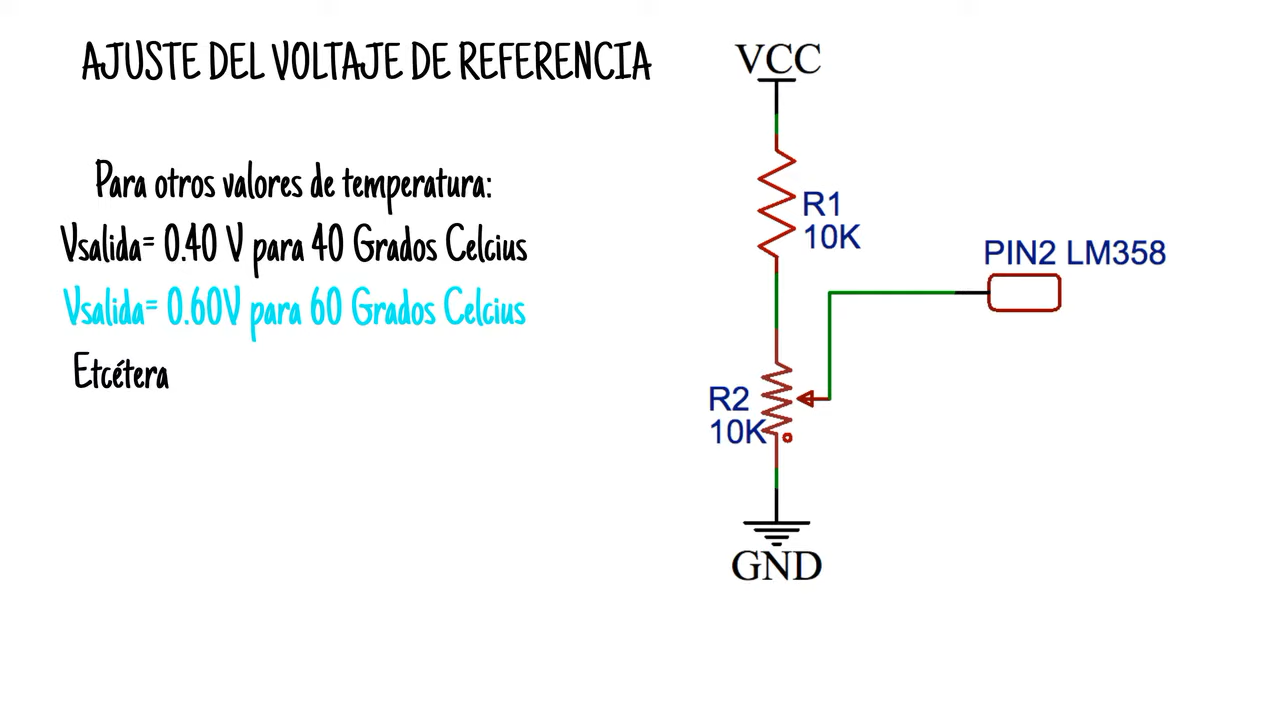 AJUSTE DEL VOLTAJE DE REFERENCIA
Para otros valores de temperatura:
Vsalida= 0.40 V para 40 Grados Celcius
Vsalida= 0.60V para 60 Grados Celcius
Etcétera
VCC
R1
10K
PIN2 LM358
R2
10K
GND